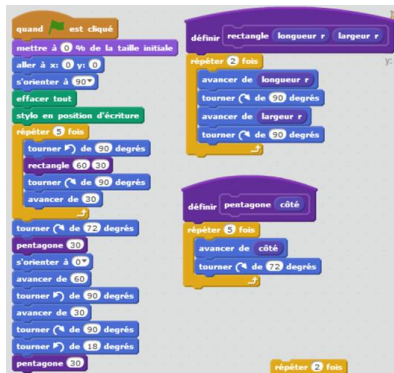 quand est cliqué
mettre à 0 % de la taille initiale
aller à x: 0 y: 0
s'orienter à 90
effacer tout
stylo en position d'écriture
répéter 5 fois
tourner de 90 degrés
rectangle 60 30
tourner de 90 degrés
avancer de 30
tourner de 72 degrés
pentagone 30
s'orienter à 0
avancer de 60
tourner de 90 degrés
avancer de 30
tourner de 90 degrés
tourner de 18 degrés
pentagone 30
définir rectangle longueur r largeur r
répéter 2 fois
avancer de longueur r
tourner de 90 degrés
avancer de largeur r
tourner de 90 degrés
y:
définir pentagone côté
répéter 5 fois
avancer de côté
tourner de 72 degrés
répéter 2 fois